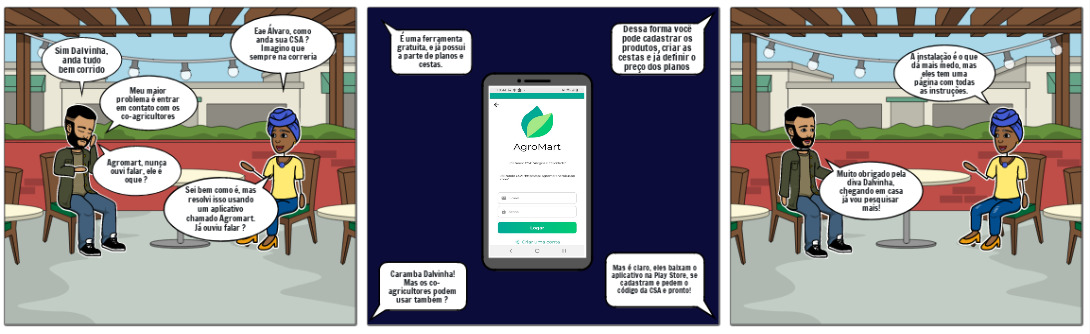 Eae Álvaro, como
anda sua CSA ?
Imagino que
sempre na correria
Sim Dalvinha,
anda tudo
bem corrido
Meu maior
problema é entrar
em contato com os
co-agricultores
Sei bem como é, mas
resolvi isso usando
um aplicativo
chamado Agromart.
Já ouviu falar ?
Agromart, nunca
ouvi falar, ele é
oque ?
É uma ferramenta
gratuita, e já possui
a parte de planos e
cestas.
Dessa forma você
pode cadastrar os
produtos, criar as
cestas e já definir o
preço dos planos
AgroMart
Logar
Criar uma conta
Caramba Dalvinha!
Mas os co-
agricultores podem
usar também ?
Mas é claro, eles baixam o
aplicativo na Play Store, se
cadastram e pedem o
código da CSA e pronto!
A instalação é o que
dá mais medo, mas
eles tem uma
página com todas
as instruções.
Muito obrigado pela
diva Dalvinha,
chegando em casa
já vou pesquisar
mais!